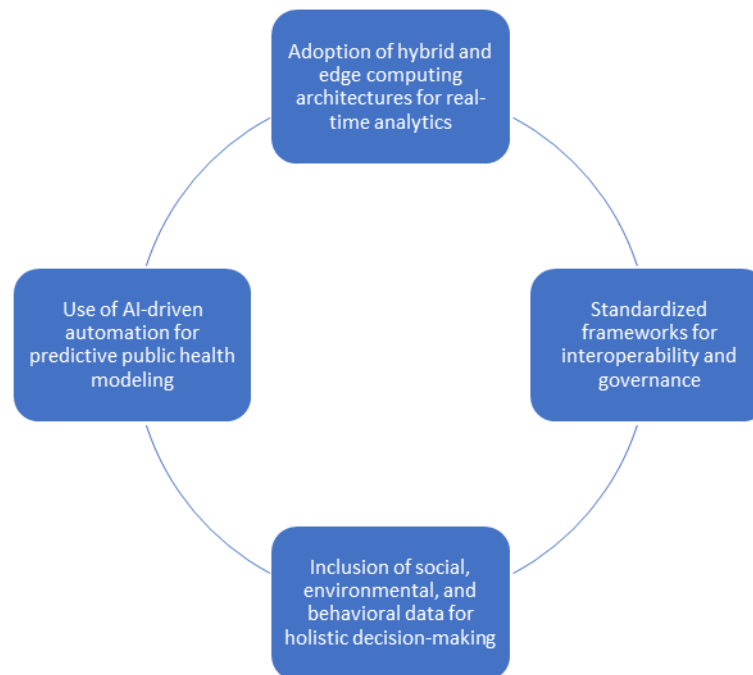 Adoption of hybrid and
edge computing
architectures for real-
time analytics
Standardized
frameworks for
interoperability and
governance
Inclusion of social,
environmental, and
behavioral data for
holistic decision-making
Use of AI-driven
automation for
predictive public health
modeling